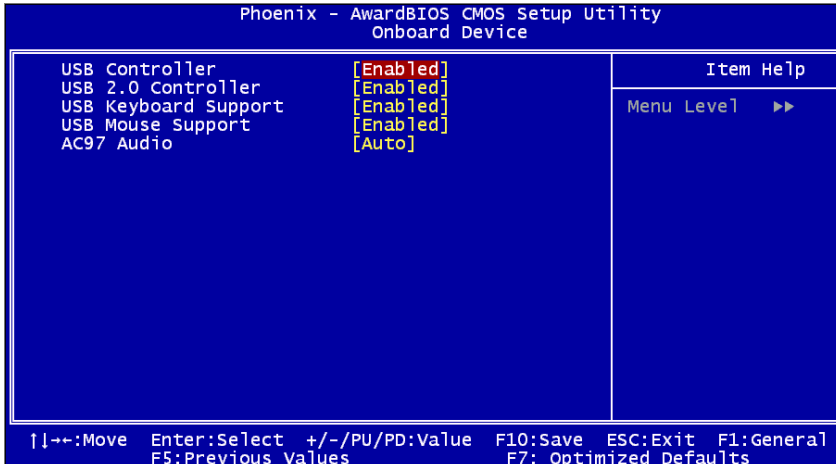 Phoenix - AwardBIOS CMOS Setup Utility
Onboard Device
USB Controller [Enabled]
USB 2.0 Controller [Enabled]
USB Keyboard Support [Enabled]
USB Mouse Support [Enabled]
AC97 Audio [Auto]
Item Help
Menu Level ▶▶
↑↓→←:Move Enter:Select +/-/PU/PD:Value F10:Save ESC:Exit F1:General
F5:Previous Values F7: Optimized Defaults